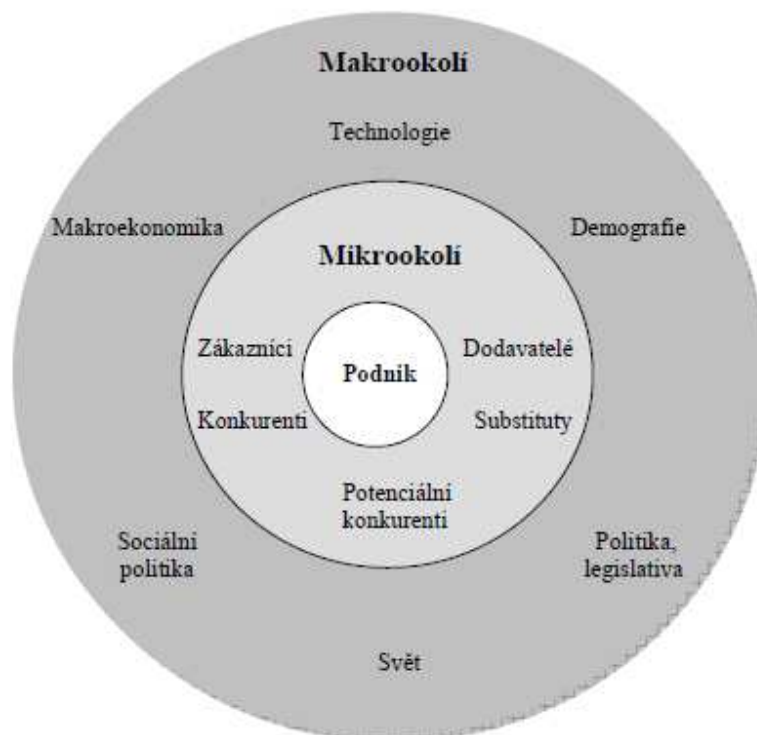 Makrookolí
Technologie
Makroekonomika
Demografie
Mikrookolí
Zákazníci
Dodavatelé
Podnik
Konkurenti
Substituty
Potenciální
konkurenti
Sociální
politika
Politika,
legislativa
Svět